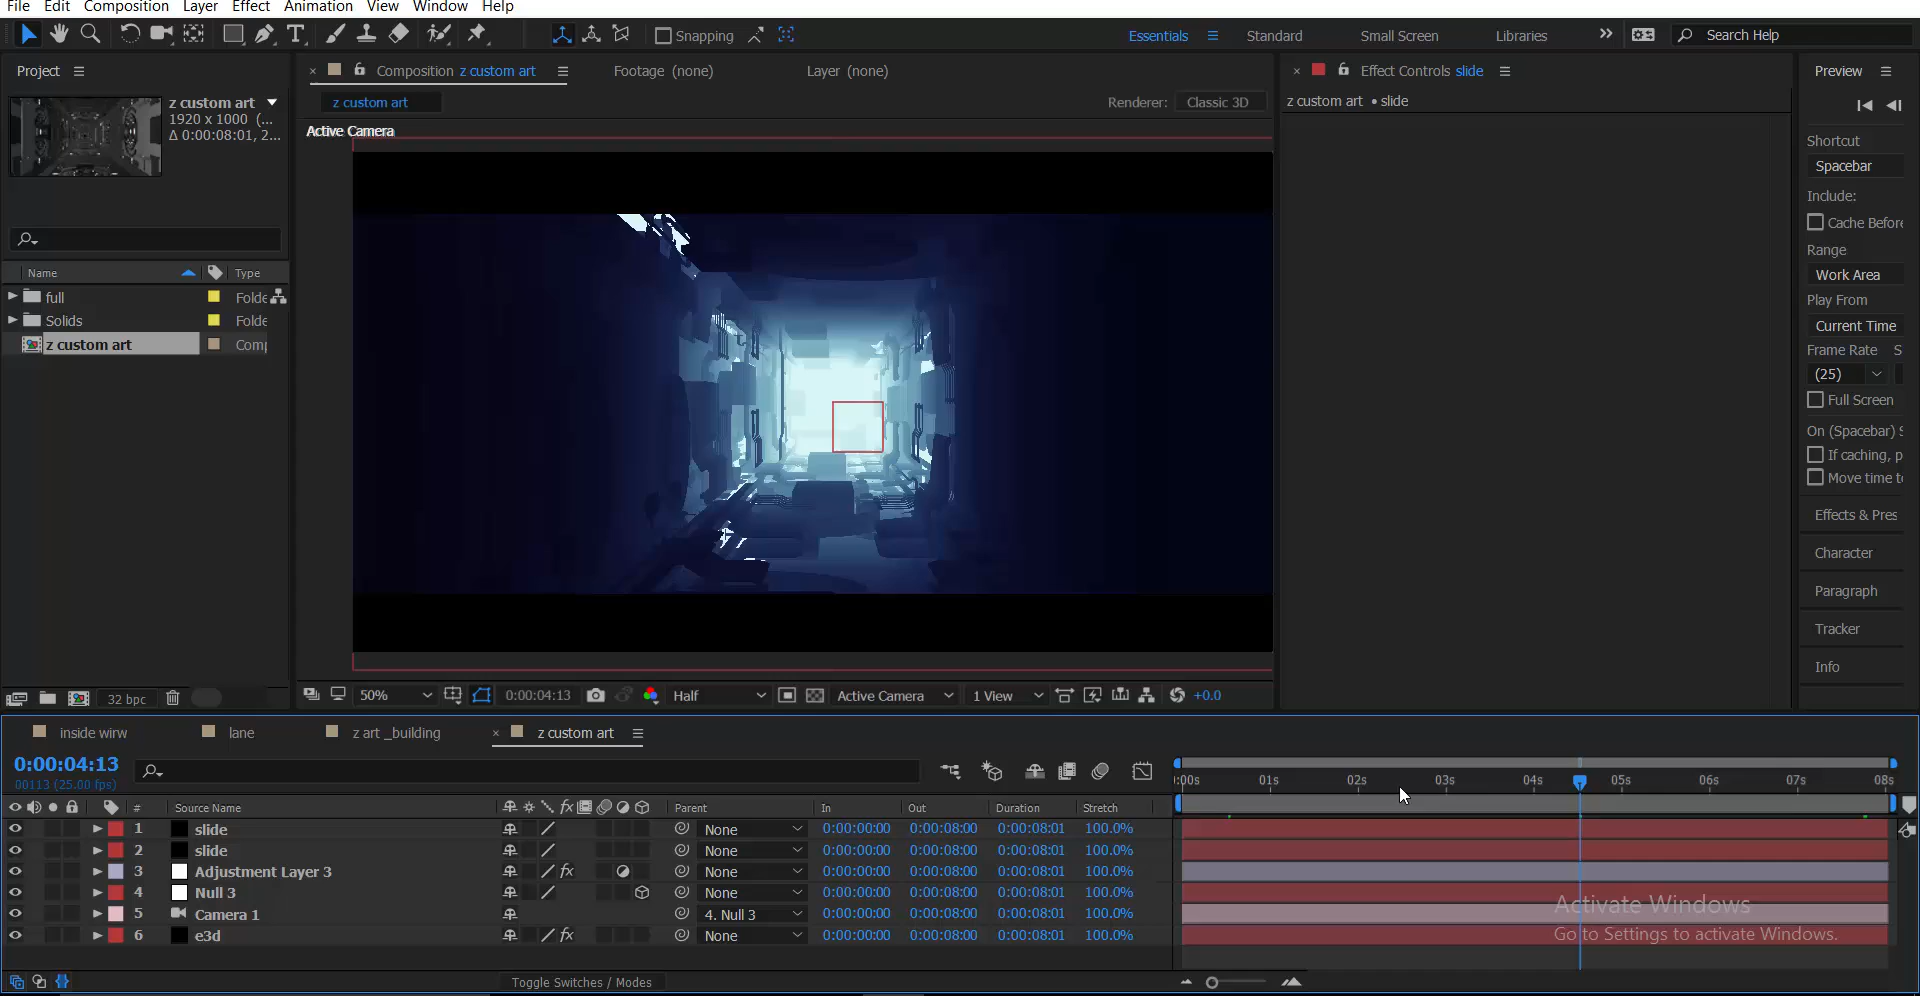 File Edit Composition Layer Effect Animation View Window Help
Snapping Essentials Standard Small Screen Libraries Search Help
Project
z custom art
1920 x 1000 (...
Δ 0:00:08:01, 2...
Name Type
full Folde
Solids Folde
z custom art Comp
32 bpc
Composition z custom art Footage (none) Layer (none)
z custom art Renderer: Classic 3D
Active Camera
50% 0:00:04:13 Half Active Camera 1 View +0.0
Effect Controls slide
z custom art • slide
Preview
Shortcut
Spacebar
Include:
Cache Before
Range
Work Area
Play From
Current Time
Frame Rate S
(25)
Full Screen
On (Spacebar) S
If caching, p
Move time to
Effects & Pres
Character
Paragraph
Tracker
Info
inside wirw lane z art _building z custom art
0:00:04:13
00113 (25.00 fps)
:00s 01s 02s 03s 04s 05s 06s 07s 08s
# Source Name fx Parent In Out Duration Stretch
1 slide None 0:00:00:00 0:00:08:00 0:00:08:01 100.0%
2 slide None 0:00:00:00 0:00:08:00 0:00:08:01 100.0%
3 Adjustment Layer 3 fx None 0:00:00:00 0:00:08:00 0:00:08:01 100.0%
4 Null 3 None 0:00:00:00 0:00:08:00 0:00:08:01 100.0%
5 Camera 1 4. Null 3 0:00:00:00 0:00:08:00 0:00:08:01 100.0%
6 e3d fx None 0:00:00:00 0:00:08:00 0:00:08:01 100.0%
Activate Windows
Go to Settings to activate Windows.
Toggle Switches / Modes